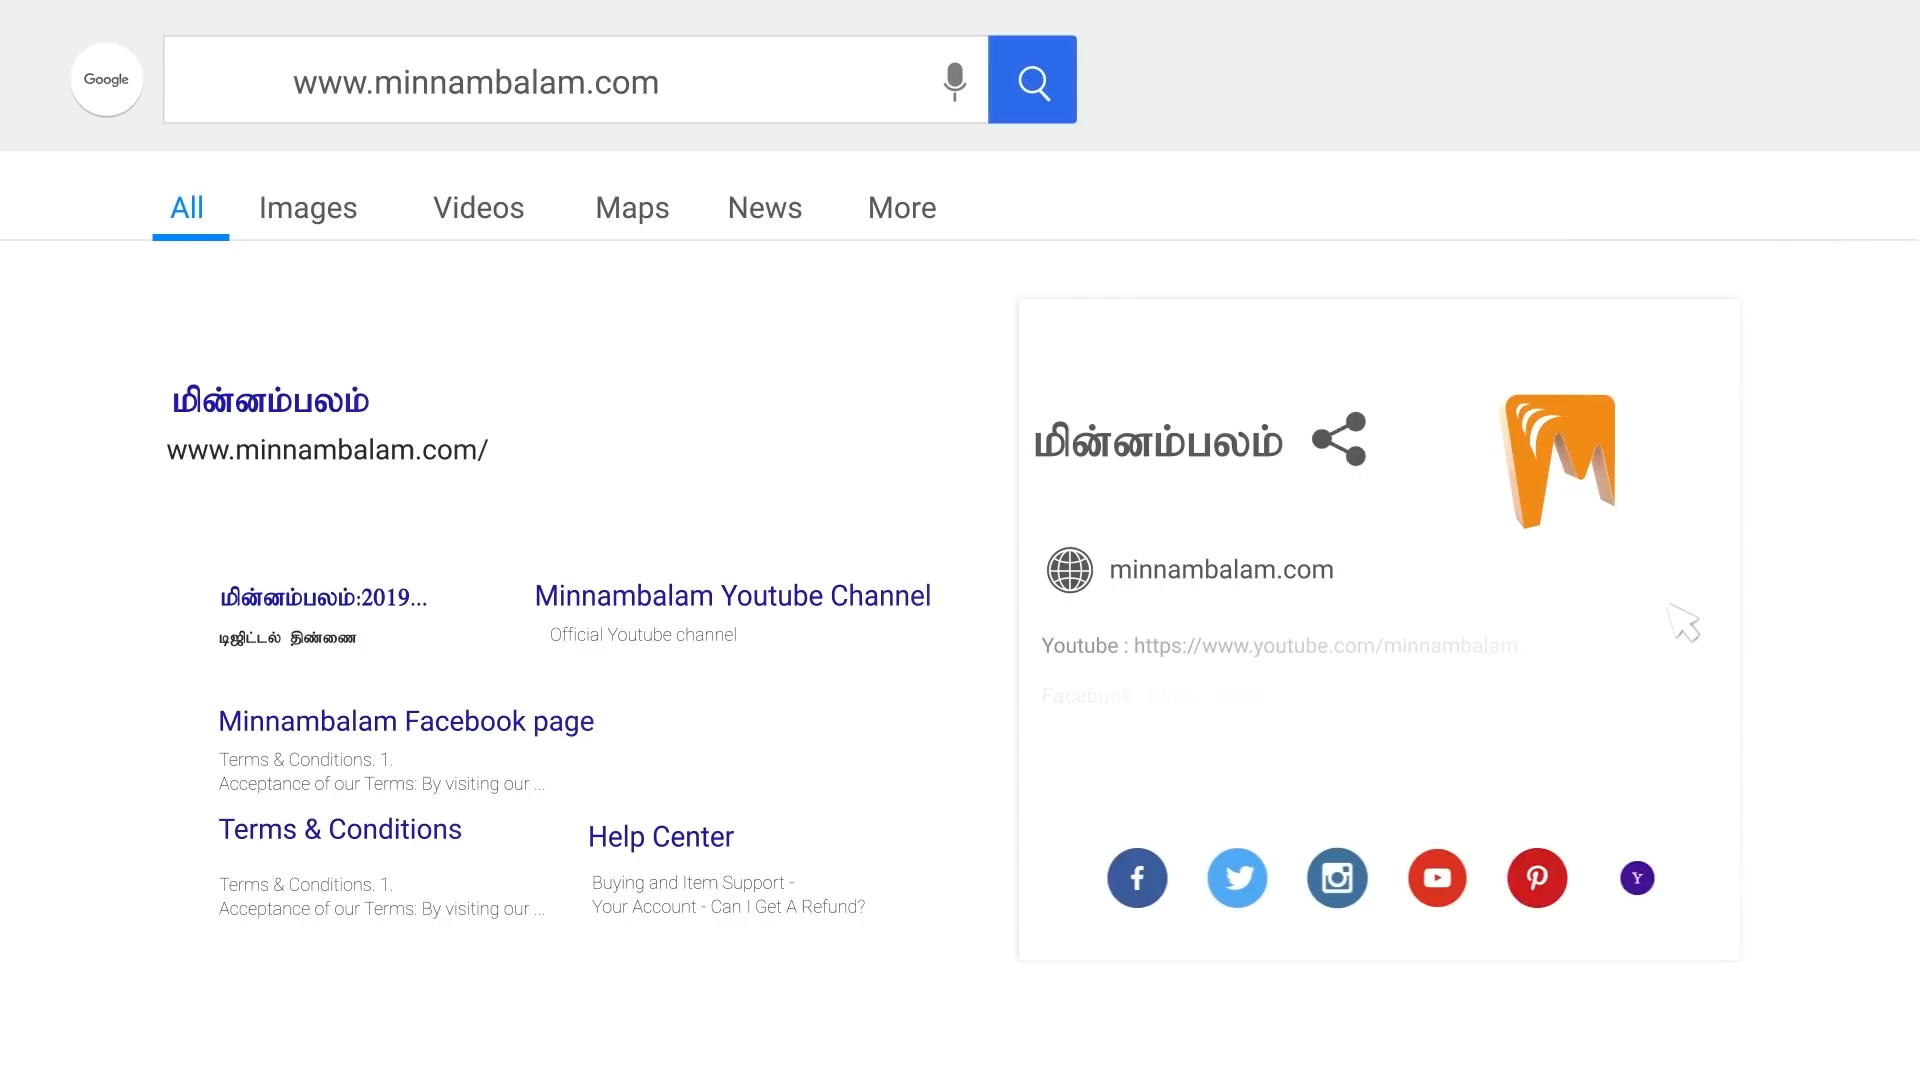 Google
www.minnambalam.com
All Images Videos Maps News More
மின்னம்பலம்
www.minnambalam.com/
மின்னம்பலம்:2019...
டிஜிட்டல் திண்ணை
Minnambalam Youtube Channel
Official Youtube channel
Minnambalam Facebook page
Terms & Conditions. 1.
Acceptance of our Terms: By visiting our ...
Terms & Conditions
Terms & Conditions. 1.
Acceptance of our Terms: By visiting our ...
Help Center
Buying and Item Support -
Your Account - Can I Get A Refund?
மின்னம்பலம்
minnambalam.com
Youtube : https://www.youtube.com/minnambalam
Facebook
Y